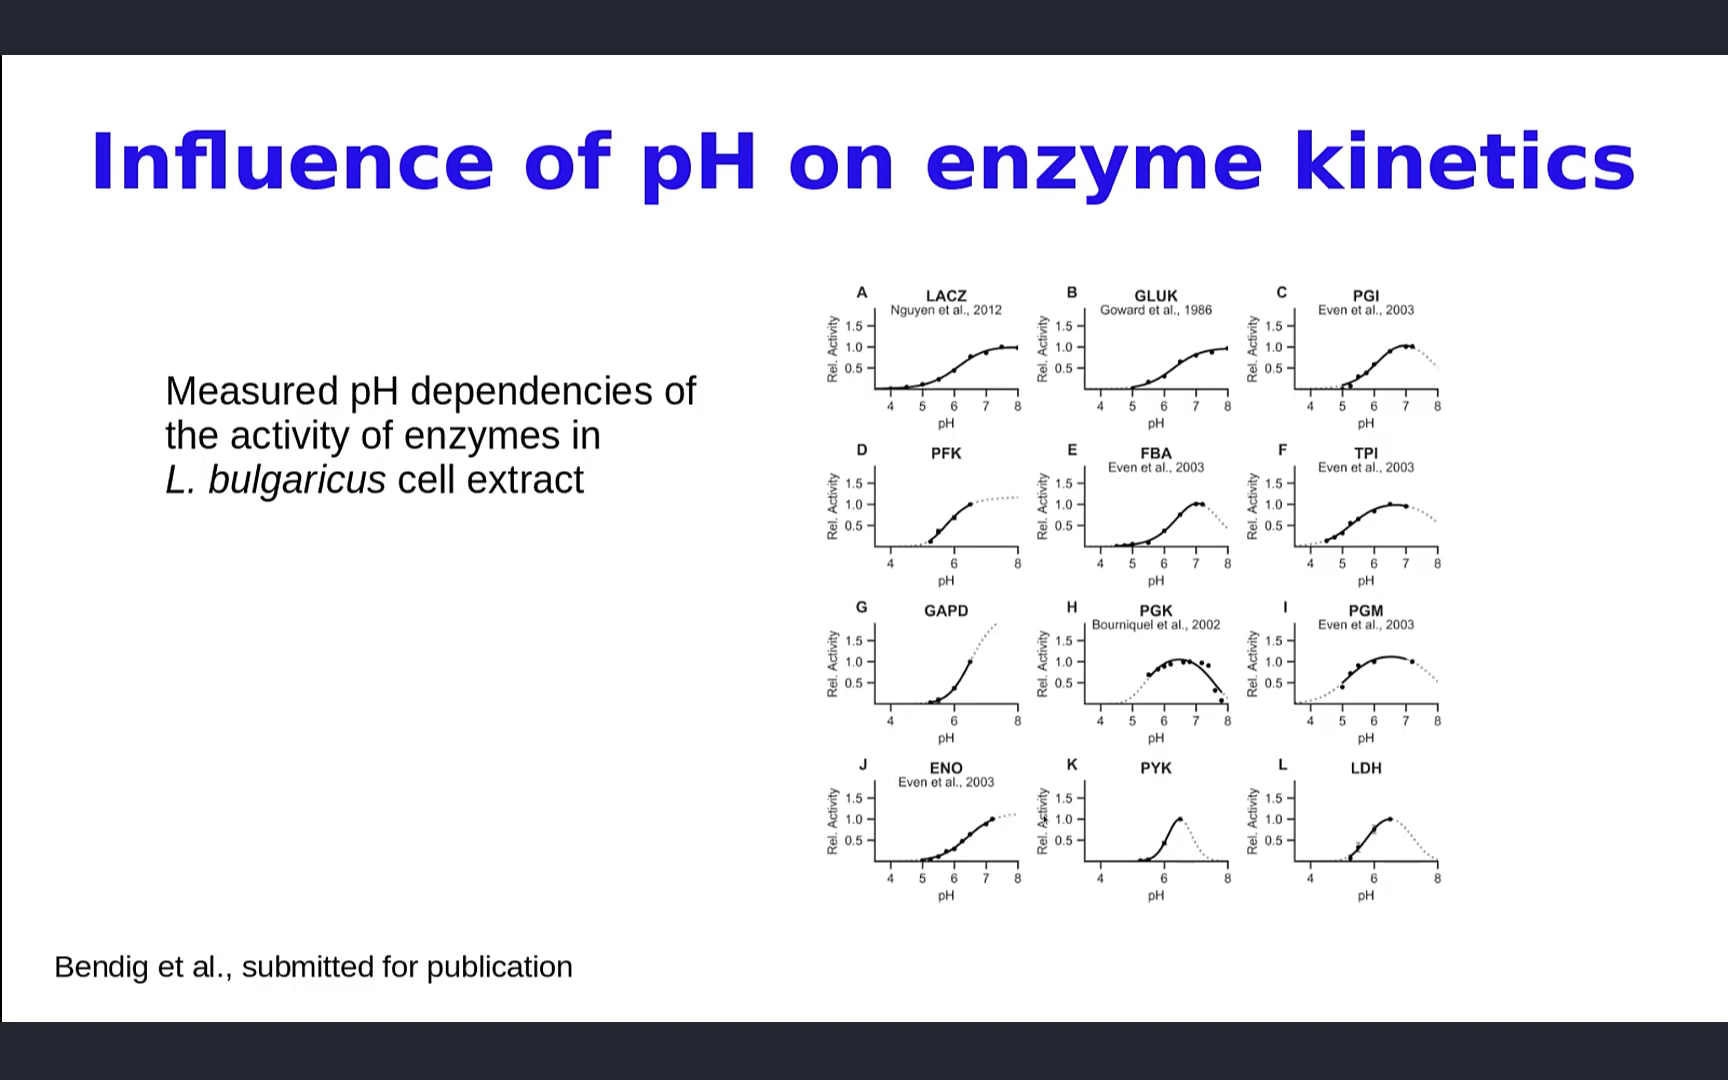 Influence of pH on enzyme kinetics
Measured pH dependencies of
the activity of enzymes in
L. bulgaricus cell extract
A
LACZ
Nguyen et al., 2012
Rel. Activity
1.5
1.0
0.5
4 5 6 7 8
pH
B
GLUK
Goward et al., 1986
Rel. Activity
1.5
1.0
0.5
4 5 6 7 8
pH
C
PGI
Even et al., 2003
Rel. Activity
1.5
1.0
0.5
4 5 6 7 8
pH
D
PFK
Rel. Activity
1.5
1.0
0.5
4 6 8
pH
E
FBA
Even et al., 2003
Rel. Activity
1.5
1.0
0.5
4 5 6 7 8
pH
F
TPI
Even et al., 2003
Rel. Activity
1.5
1.0
0.5
4 5 6 7 8
pH
G
GAPD
Rel. Activity
1.5
1.0
0.5
4 6 8
pH
H
PGK
Bourniquel et al., 2002
Rel. Activity
1.5
1.0
0.5
4 5 6 7 8
pH
I
PGM
Even et al., 2003
Rel. Activity
1.5
1.0
0.5
4 5 6 7 8
pH
J
ENO
Even et al., 2003
Rel. Activity
1.5
1.0
0.5
4 5 6 7 8
pH
K
PYK
Rel. Activity
1.5
1.0
0.5
4 6 8
pH
L
LDH
Rel. Activity
1.5
1.0
0.5
4 6 8
pH
Bendig et al., submitted for publication